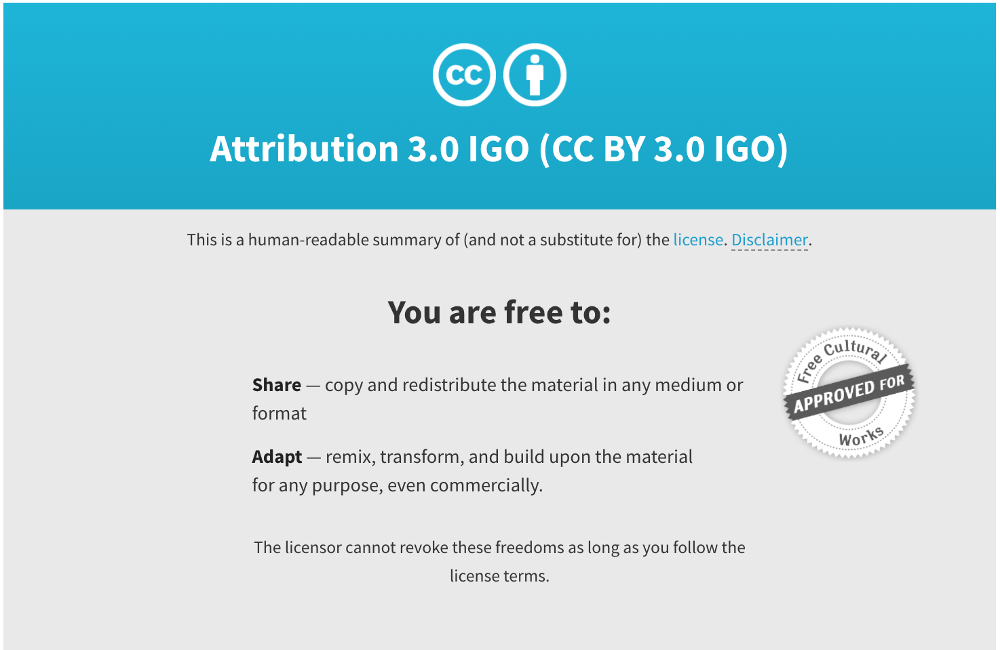 cc
Attribution 3.0 IGO (CC BY 3.0 IGO)
This is a human-readable summary of (and not a substitute for) the license. Disclaimer.
You are free to:
Share — copy and redistribute the material in any medium or
format
Adapt — remix, transform, and build upon the material
for any purpose, even commercially.
Free Cultural
APPROVED FOR
Works
The licensor cannot revoke these freedoms as long as you follow the
license terms.